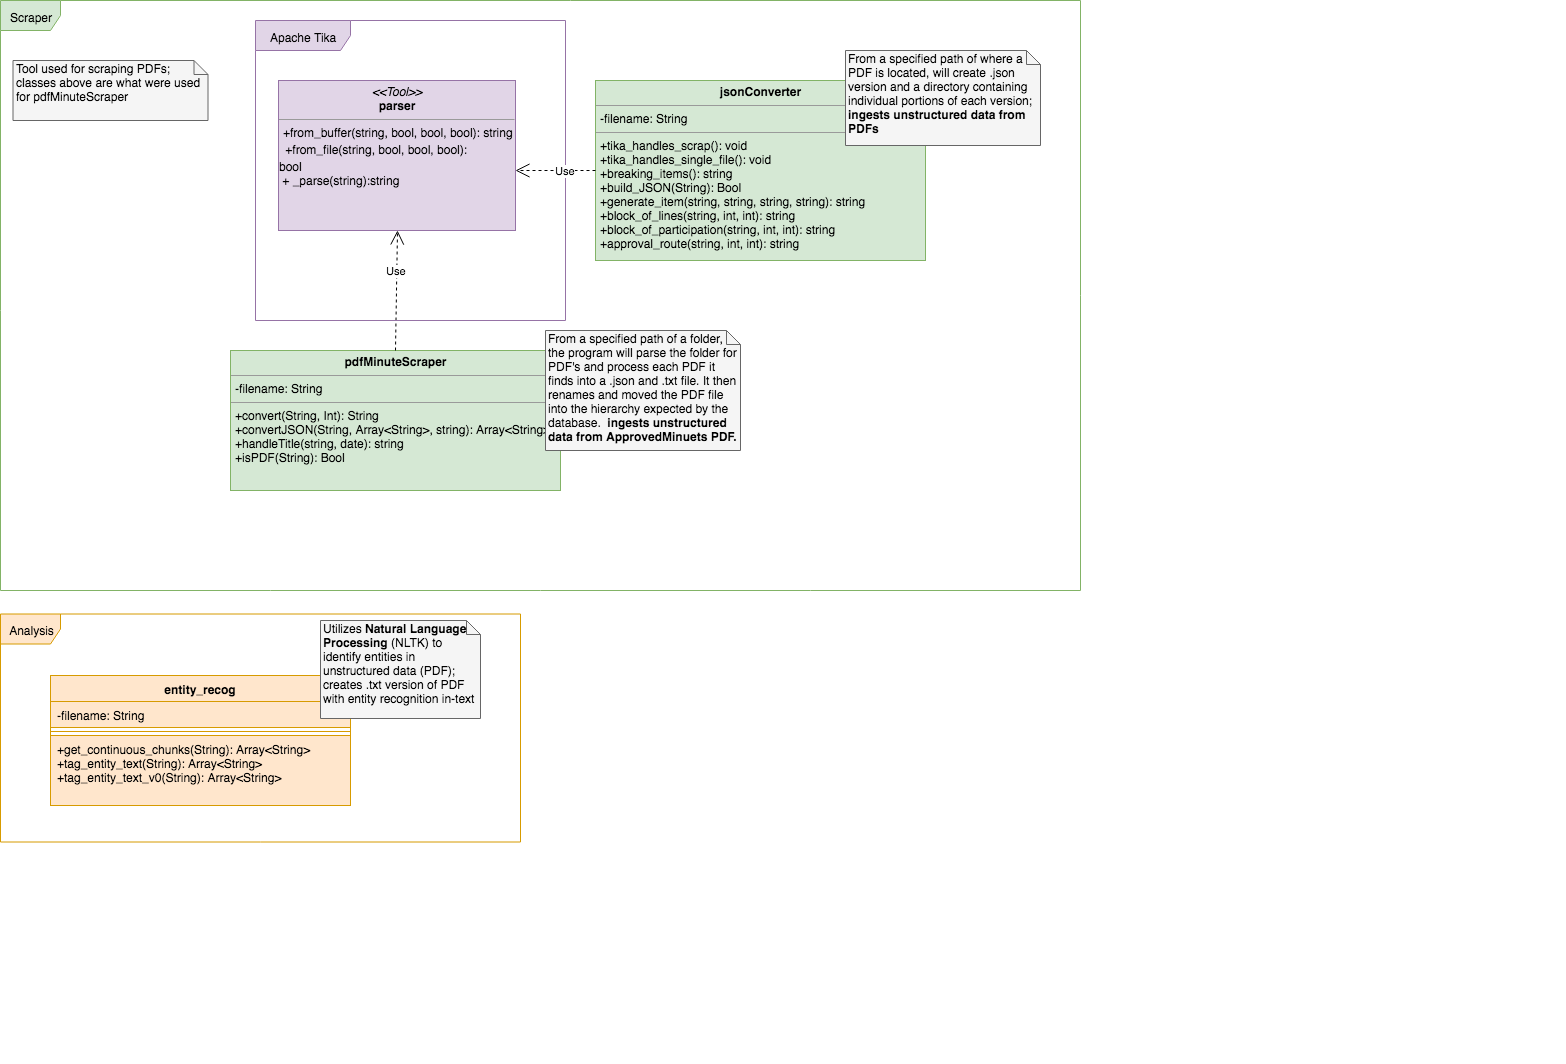 Scraper
Tool used for scraping PDFs;
classes above are what were used
for pdfMinuteScraper
Apache Tika
<<Tool>>
parser
+from_buffer(string, bool, bool, bool): string
+from_file(string, bool, bool, bool):
bool
+ _parse(string):string
Use
Use
jsonConverter
-filename: String
+tika_handles_scrap(): void
+tika_handles_single_file(): void
+breaking_items(): string
+build_JSON(String): Bool
+generate_item(string, string, string, string): string
+block_of_lines(string, int, int): string
+block_of_participation(string, int, int): string
+approval_route(string, int, int): string
From a specified path of where a
PDF is located, will create .json
version and a directory containing
individual portions of each version;
ingests unstructured data from
PDFs
pdfMinuteScraper
-filename: String
+convert(String, Int): String
+convertJSON(String, Array<String>, string): Array<String>
+handleTitle(string, date): string
+isPDF(String): Bool
From a specified path of a folder,
the program will parse the folder for
PDF's and process each PDF it
finds into a .json and .txt file. It then
renames and moved the PDF file
into the hierarchy expected by the
database.  ingests unstructured
data from ApprovedMinuets PDF.
Analysis
entity_recog
-filename: String
+get_continuous_chunks(String): Array<String>
+tag_entity_text(String): Array<String>
+tag_entity_text_v0(String): Array<String>
Utilizes Natural Language
Processing (NLTK) to
identify entities in
unstructured data (PDF);
creates .txt version of PDF
with entity recognition in-text